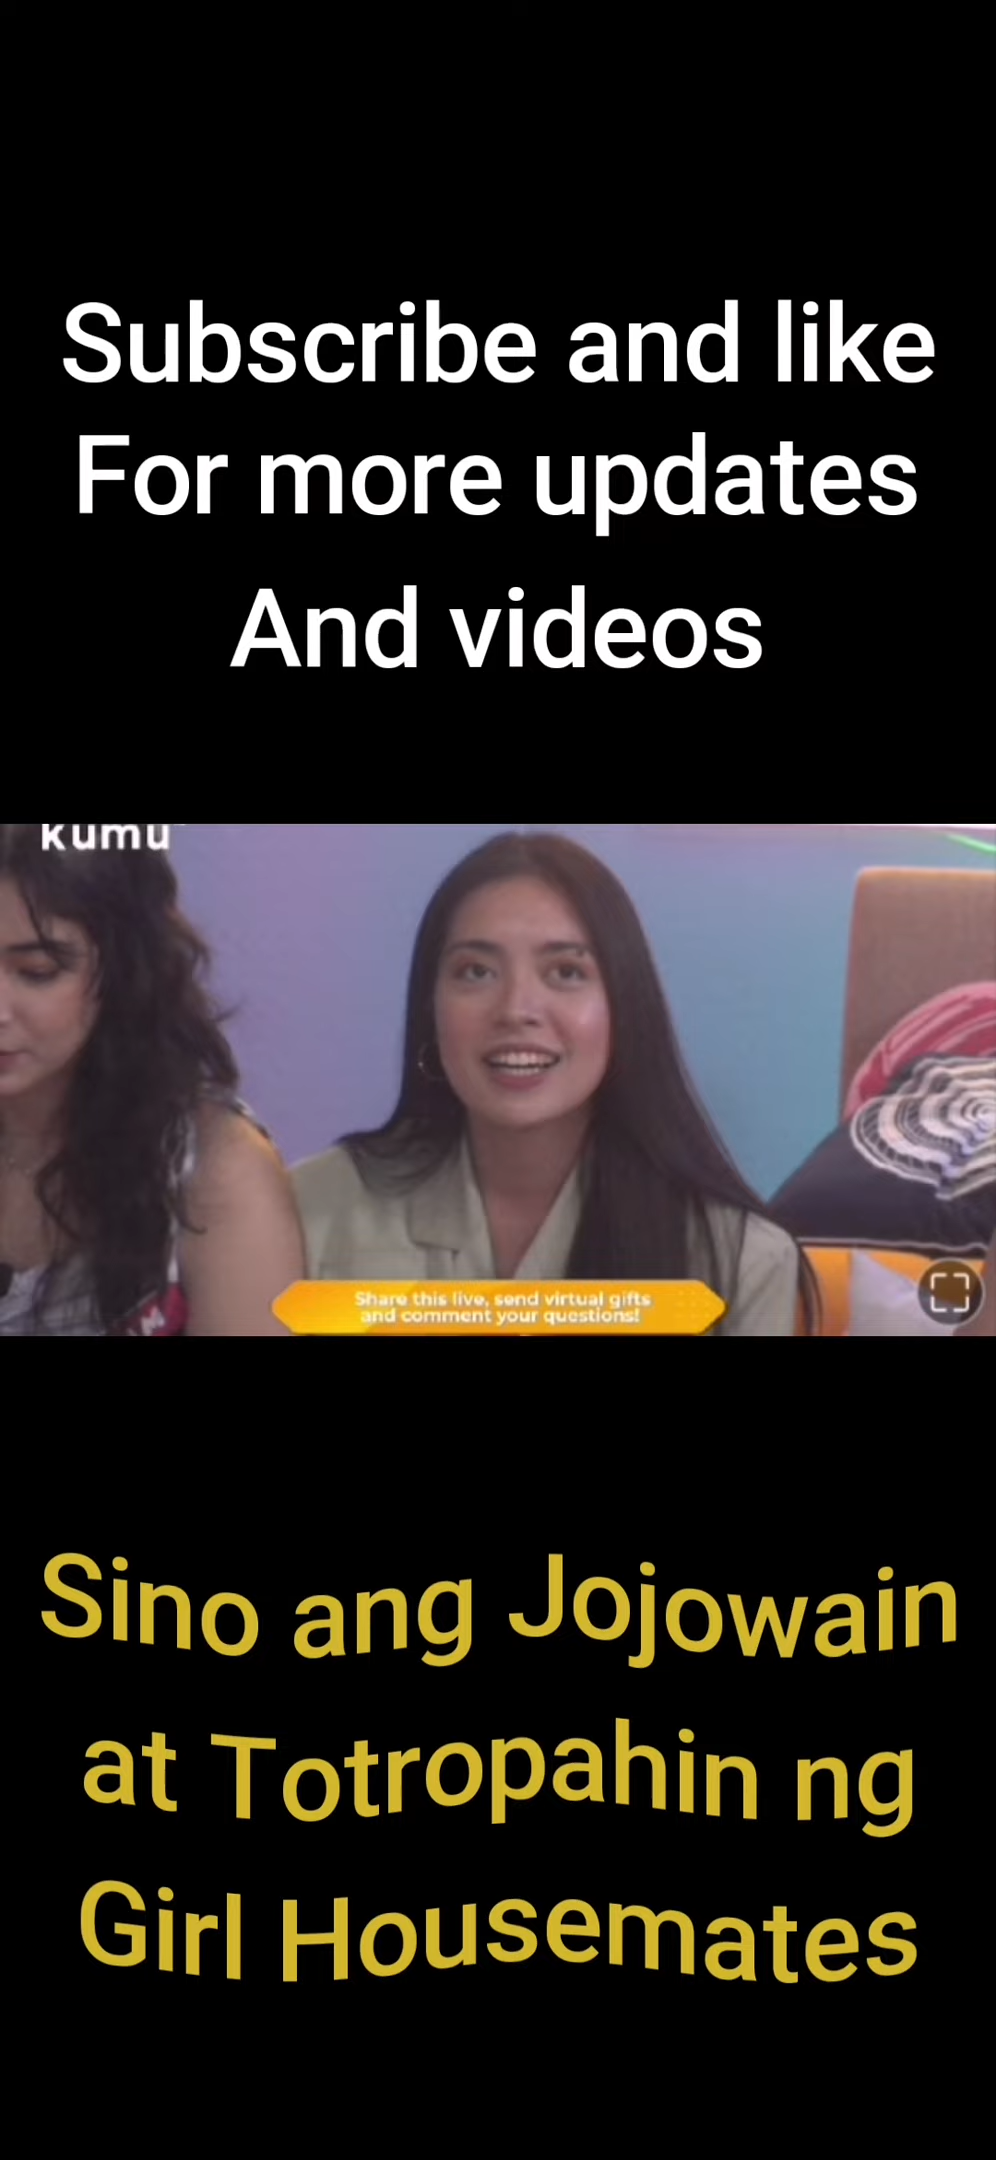 Subscribe and like
For more updates
And videos
kumu
Share this live, send virtual gifts
and comment your questions!
Sino ang Jojowain
at Totropahin ng
Girl Housemates